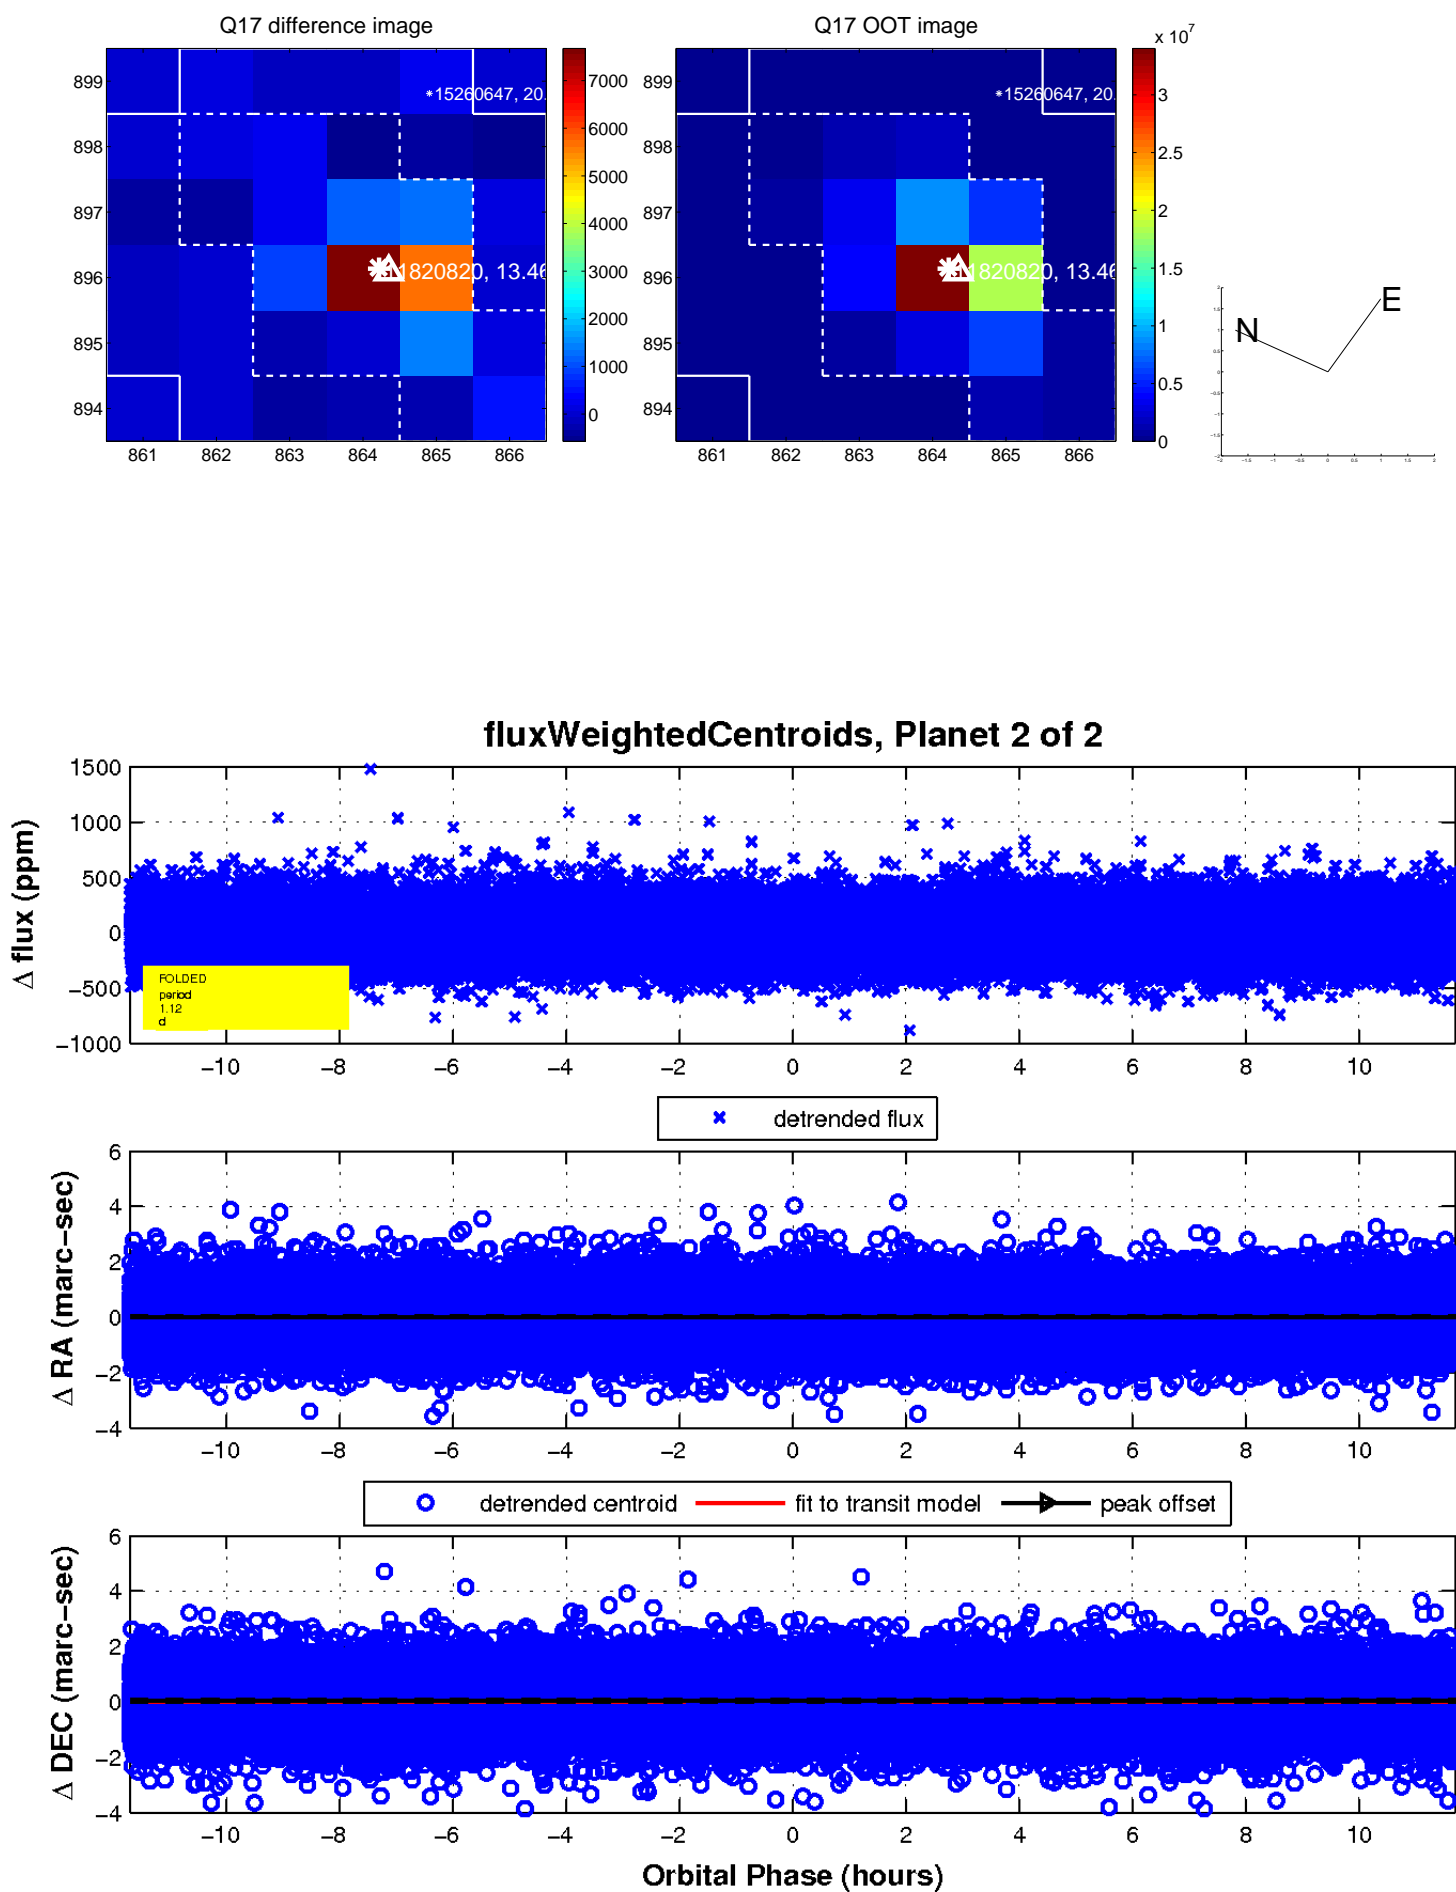 Q17 difference image
Q17 OOT image
x 10^7
899
898
897
896
895
894
861 862 863 864 865 866
*15260647, 20.
1820820, 13.46
7000
6000
5000
4000
3000
2000
1000
0
899
898
897
896
895
894
861 862 863 864 865 866
*15260647, 20.
1820820, 13.46
3
2.5
2
1.5
1
0.5
0
N
E
fluxWeightedCentroids, Planet 2 of 2
Δ flux (ppm)
1500
1000
500
0
−500
−1000
FOLDED
period
1.12
d
−10 −8 −6 −4 −2 0 2 4 6 8 10
detrended flux
Δ RA (marc−sec)
6
4
2
0
−2
−4
−10 −8 −6 −4 −2 0 2 4 6 8 10
detrended centroid fit to transit model peak offset
Δ DEC (marc−sec)
6
4
2
0
−2
−4
−10 −8 −6 −4 −2 0 2 4 6 8 10
Orbital Phase (hours)